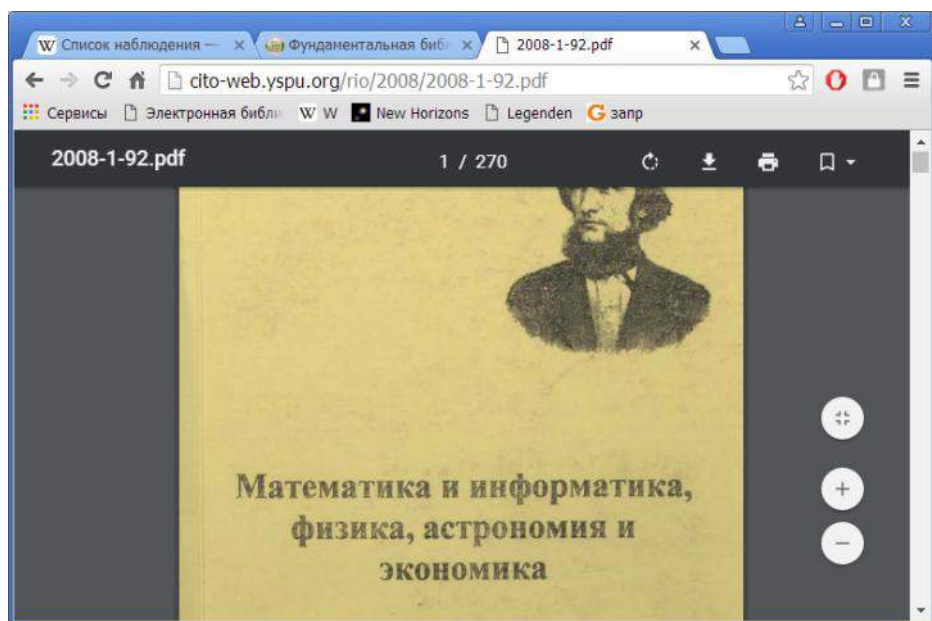 Список наблюдения —
Фундаментальная библ
2008-1-92.pdf
cito-web.yspu.org/rio/2008/2008-1-92.pdf
Сервисы Электронная библи W W New Horizons Legenden G запр
2008-1-92.pdf 1 / 270
Математика и информатика,
физика, астрономия и
экономика